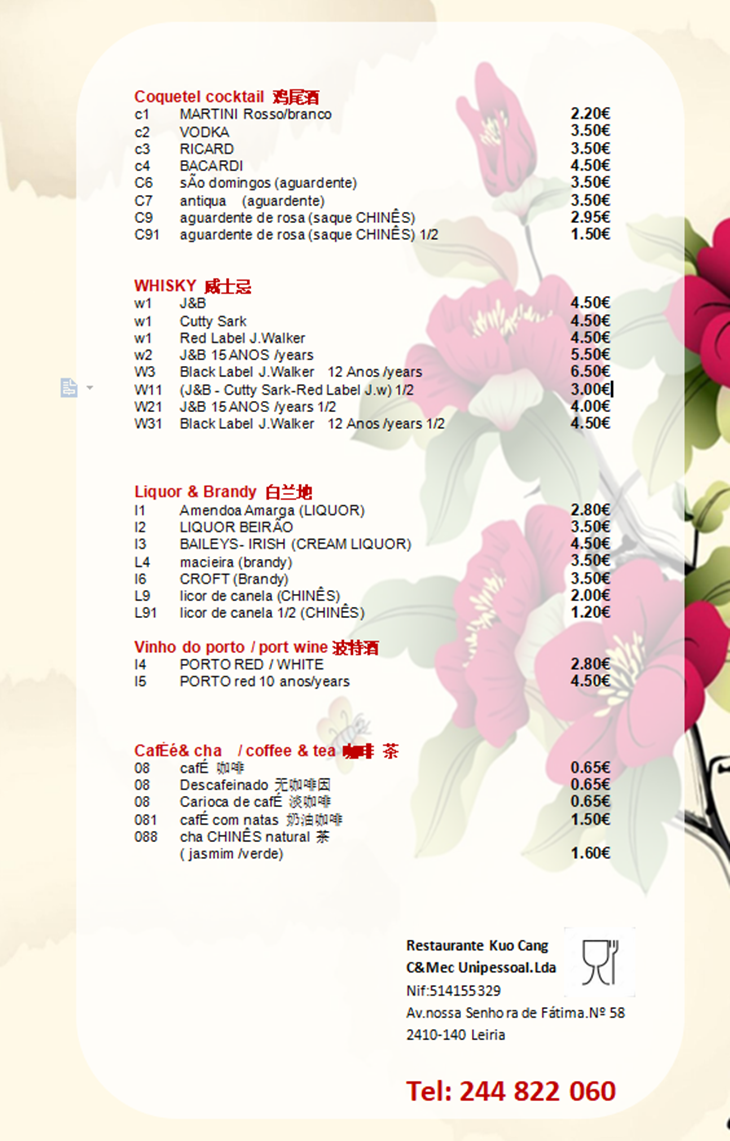 Coquetel cocktail 鸡尾酒
c1 MARTINI Rosso/branco 2.20€
c2 VODKA 3.50€
c3 RICARD 3.50€
c4 BACARDI 4.50€
C6 sÃo domingos (aguardente) 3.50€
C7 antiqua (aguardente) 3.50€
C9 aguardente de rosa (saque CHINÊS) 2.95€
C91 aguardente de rosa (saque CHINÊS) 1/2 1.50€
WHISKY 威士忌
w1 J&B 4.50€
w1 Cutty Sark 4.50€
w1 Red Label J.Walker 4.50€
w2 J&B 15 ANOS /years 5.50€
W3 Black Label J.Walker 12 Anos /years 6.50€
W11 (J&B - Cutty Sark-Red Label J.w) 1/2 3.00€
W21 J&B 15 ANOS /years 1/2 4.00€
W31 Black Label J.Walker 12 Anos /years 1/2 4.50€
Liquor & Brandy 白兰地
l1 Amendoa Amarga (LIQUOR) 2.80€
l2 LIQUOR BEIRÃO 3.50€
l3 BAILEYS- IRISH (CREAM LIQUOR) 4.50€
L4 macieira (brandy) 3.50€
l6 CROFT (Brandy) 3.50€
L9 licor de canela (CHINÊS) 2.00€
L91 licor de canela 1/2 (CHINÊS) 1.20€
Vinho do porto / port wine 波特酒
l4 PORTO RED / WHITE 2.80€
l5 PORTO red 10 anos/years 4.50€
CafÉé& cha / coffee & tea 咖啡 茶
08 cafÉ 咖啡 0.65€
08 Descafeinado 无咖啡因 0.65€
08 Carioca de cafÉ 淡咖啡 0.65€
081 cafÉ com natas 奶油咖啡 1.50€
088 cha CHINÊS natural 茶
( jasmim /verde) 1.60€
Restaurante Kuo Cang
C&Mec Unipessoal.Lda
Nif:514155329
Av.nossa Senhora de Fátima.Nº 58
2410-140 Leiria
Tel: 244 822 060